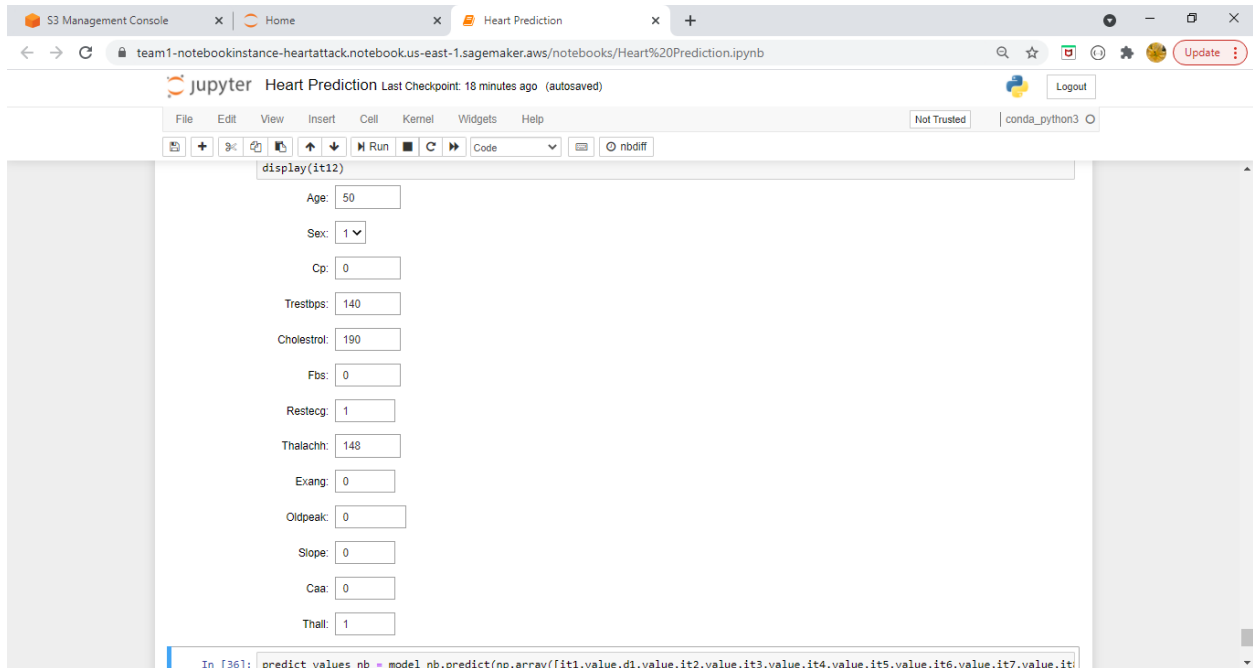 S3 Management Console
Home
Heart Prediction
team1-notebookinstance-heartattack.notebook.us-east-1.sagemaker.aws/notebooks/Heart%20Prediction.ipynb
Update
jupyter Heart Prediction Last Checkpoint: 18 minutes ago (autosaved)
Logout
File Edit View Insert Cell Kernel Widgets Help
Not Trusted
conda_python3
Run
Code
nbdiff
display(it12)
Age: 50
Sex: 1
Cp: 0
Trestbps: 140
Cholestrol: 190
Fbs: 0
Restecg: 1
Thalachh: 148
Exang: 0
Oldpeak: 0
Slope: 0
Caa: 0
Thall: 1
In [36]: predict_values_nb = model_nb.predict(np.array([it1.value,d1.value,it2.value,it3.value,it4.value,it5.value,it6.value,it7.value,it8